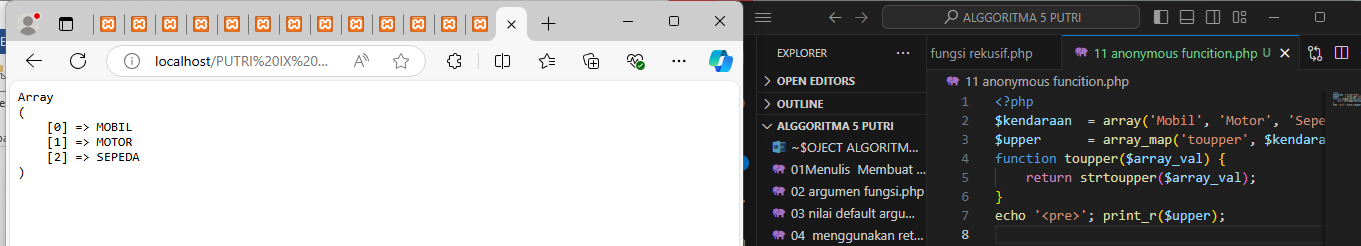 localhost/PUTRI%20IX%20...
Array
(
[0] => MOBIL
[1] => MOTOR
[2] => SEPEDA
)
ALGGORITMA 5 PUTRI
EXPLORER
OPEN EDITORS
OUTLINE
ALGGORITMA 5 PUTRI
~$OJECT ALGORITM...
01Menulis Membuat ...
02 argumen fungsi.php
03 nilai default argu...
04 menggunakan ret...
fungsi rekusif.php
11 anonymous funcition.php U
11 anonymous funcition.php
1 <?php
2 $kendaraan = array('Mobil', 'Motor', 'Sepe
3 $upper = array_map('toupper', $kendara
4 function toupper($array_val) {
5 return strtoupper($array_val);
6 }
7 echo '<pre>'; print_r($upper);
8